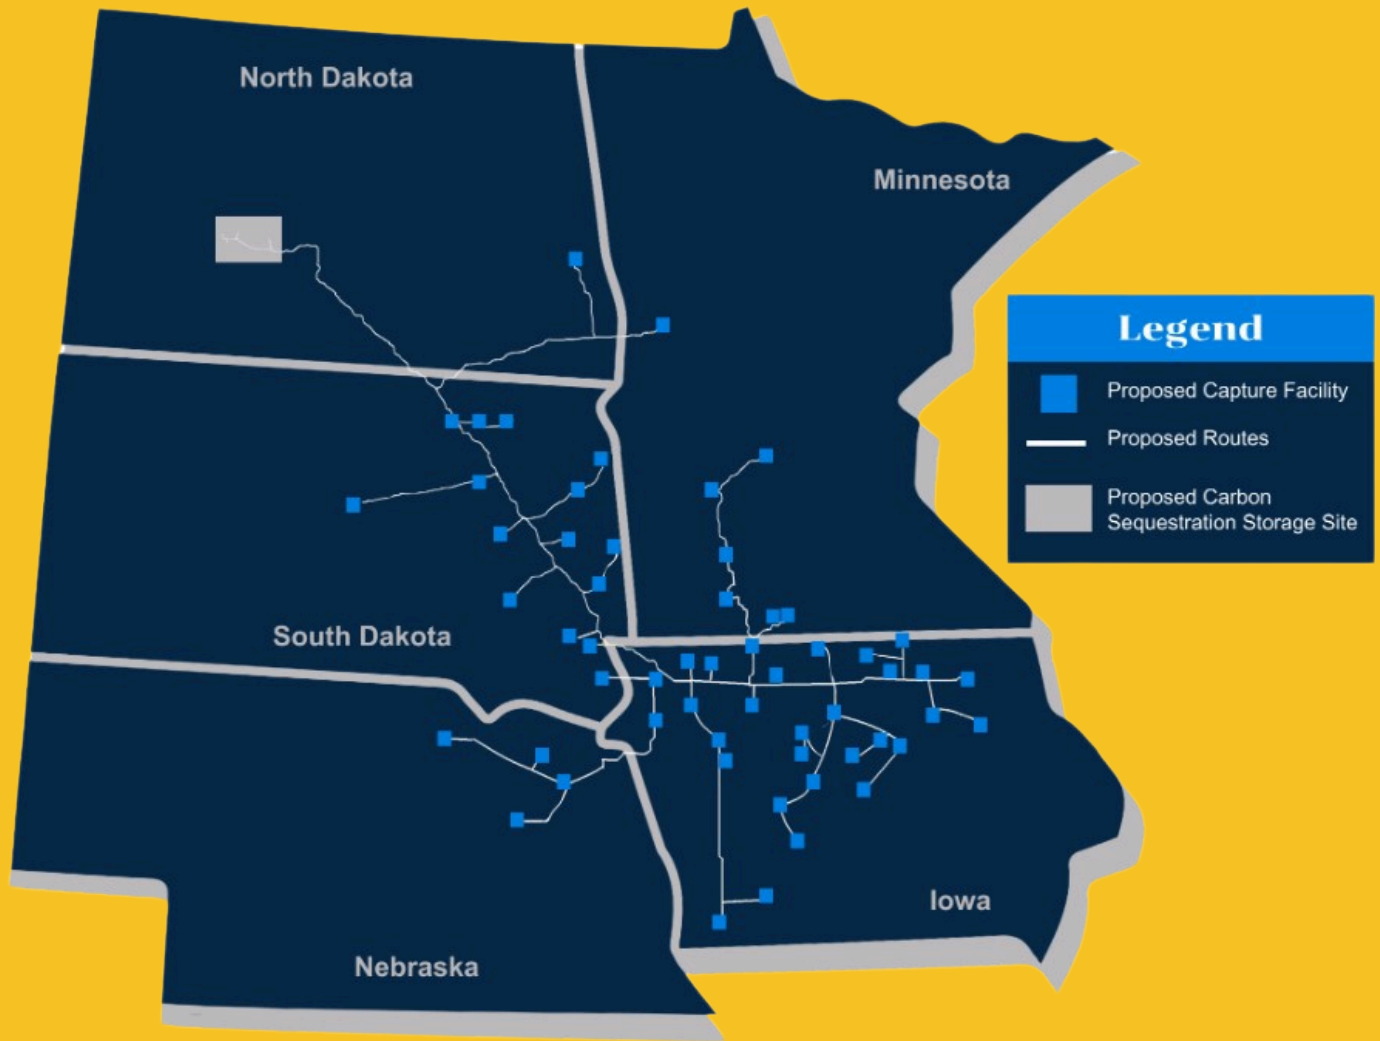 North Dakota
Minnesota
Legend
Proposed Capture Facility
Proposed Routes
Proposed Carbon
Sequestration Storage Site
South Dakota
Iowa
Nebraska